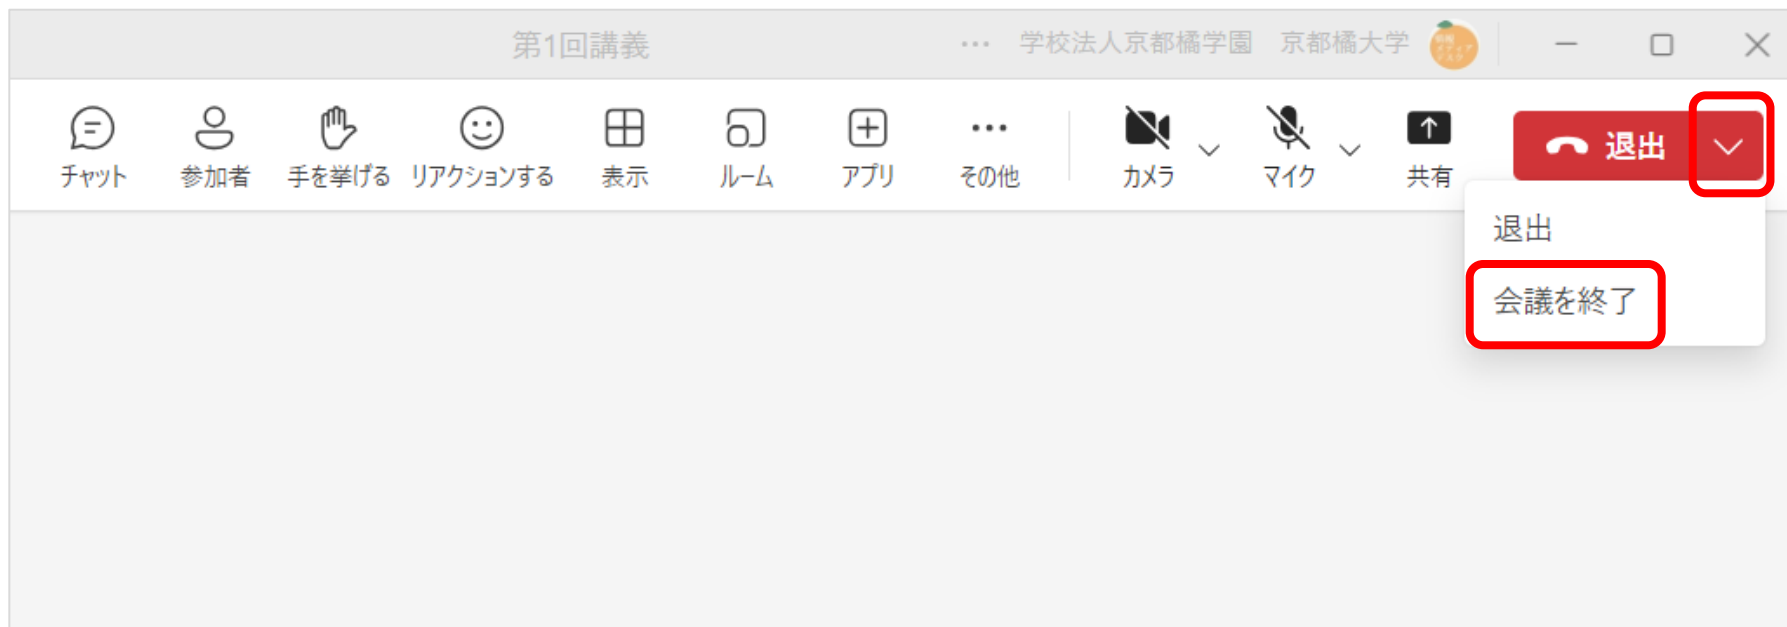 第1回講義
… 学校法人京都橘学園 京都橘大学
チャット 参加者 手を挙げる リアクションする 表示 ルーム アプリ その他 カメラ マイク 共有 退出
退出
会議を終了